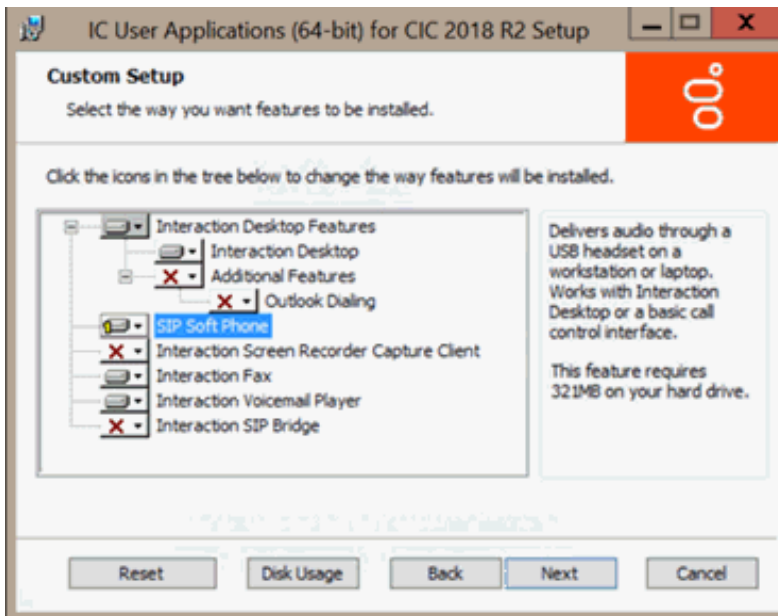 IC User Applications (64-bit) for CIC 2018 R2 Setup
Custom Setup
Select the way you want features to be installed.
Click the icons in the tree below to change the way features will be installed.
Interaction Desktop Features
Interaction Desktop
Additional Features
Outlook Dialing
SIP Soft Phone
Interaction Screen Recorder Capture Client
Interaction Fax
Interaction Voicemail Player
Interaction SIP Bridge
Delivers audio through a
USB headset on a
workstation or laptop.
Works with Interaction
Desktop or a basic call
control interface.
This feature requires
321MB on your hard drive.
Reset
Disk Usage
Back
Next
Cancel